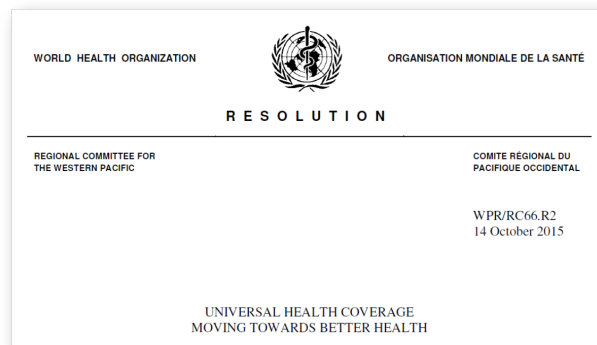 WORLD HEALTH ORGANIZATION
ORGANISATION MONDIALE DE LA SANTÉ
RESOLUTION
REGIONAL COMMITTEE FOR
THE WESTERN PACIFIC
COMITE RÉGIONAL DU
PACIFIQUE OCCIDENTAL
WPR/RC66.R2
14 October 2015
UNIVERSAL HEALTH COVERAGE
MOVING TOWARDS BETTER HEALTH